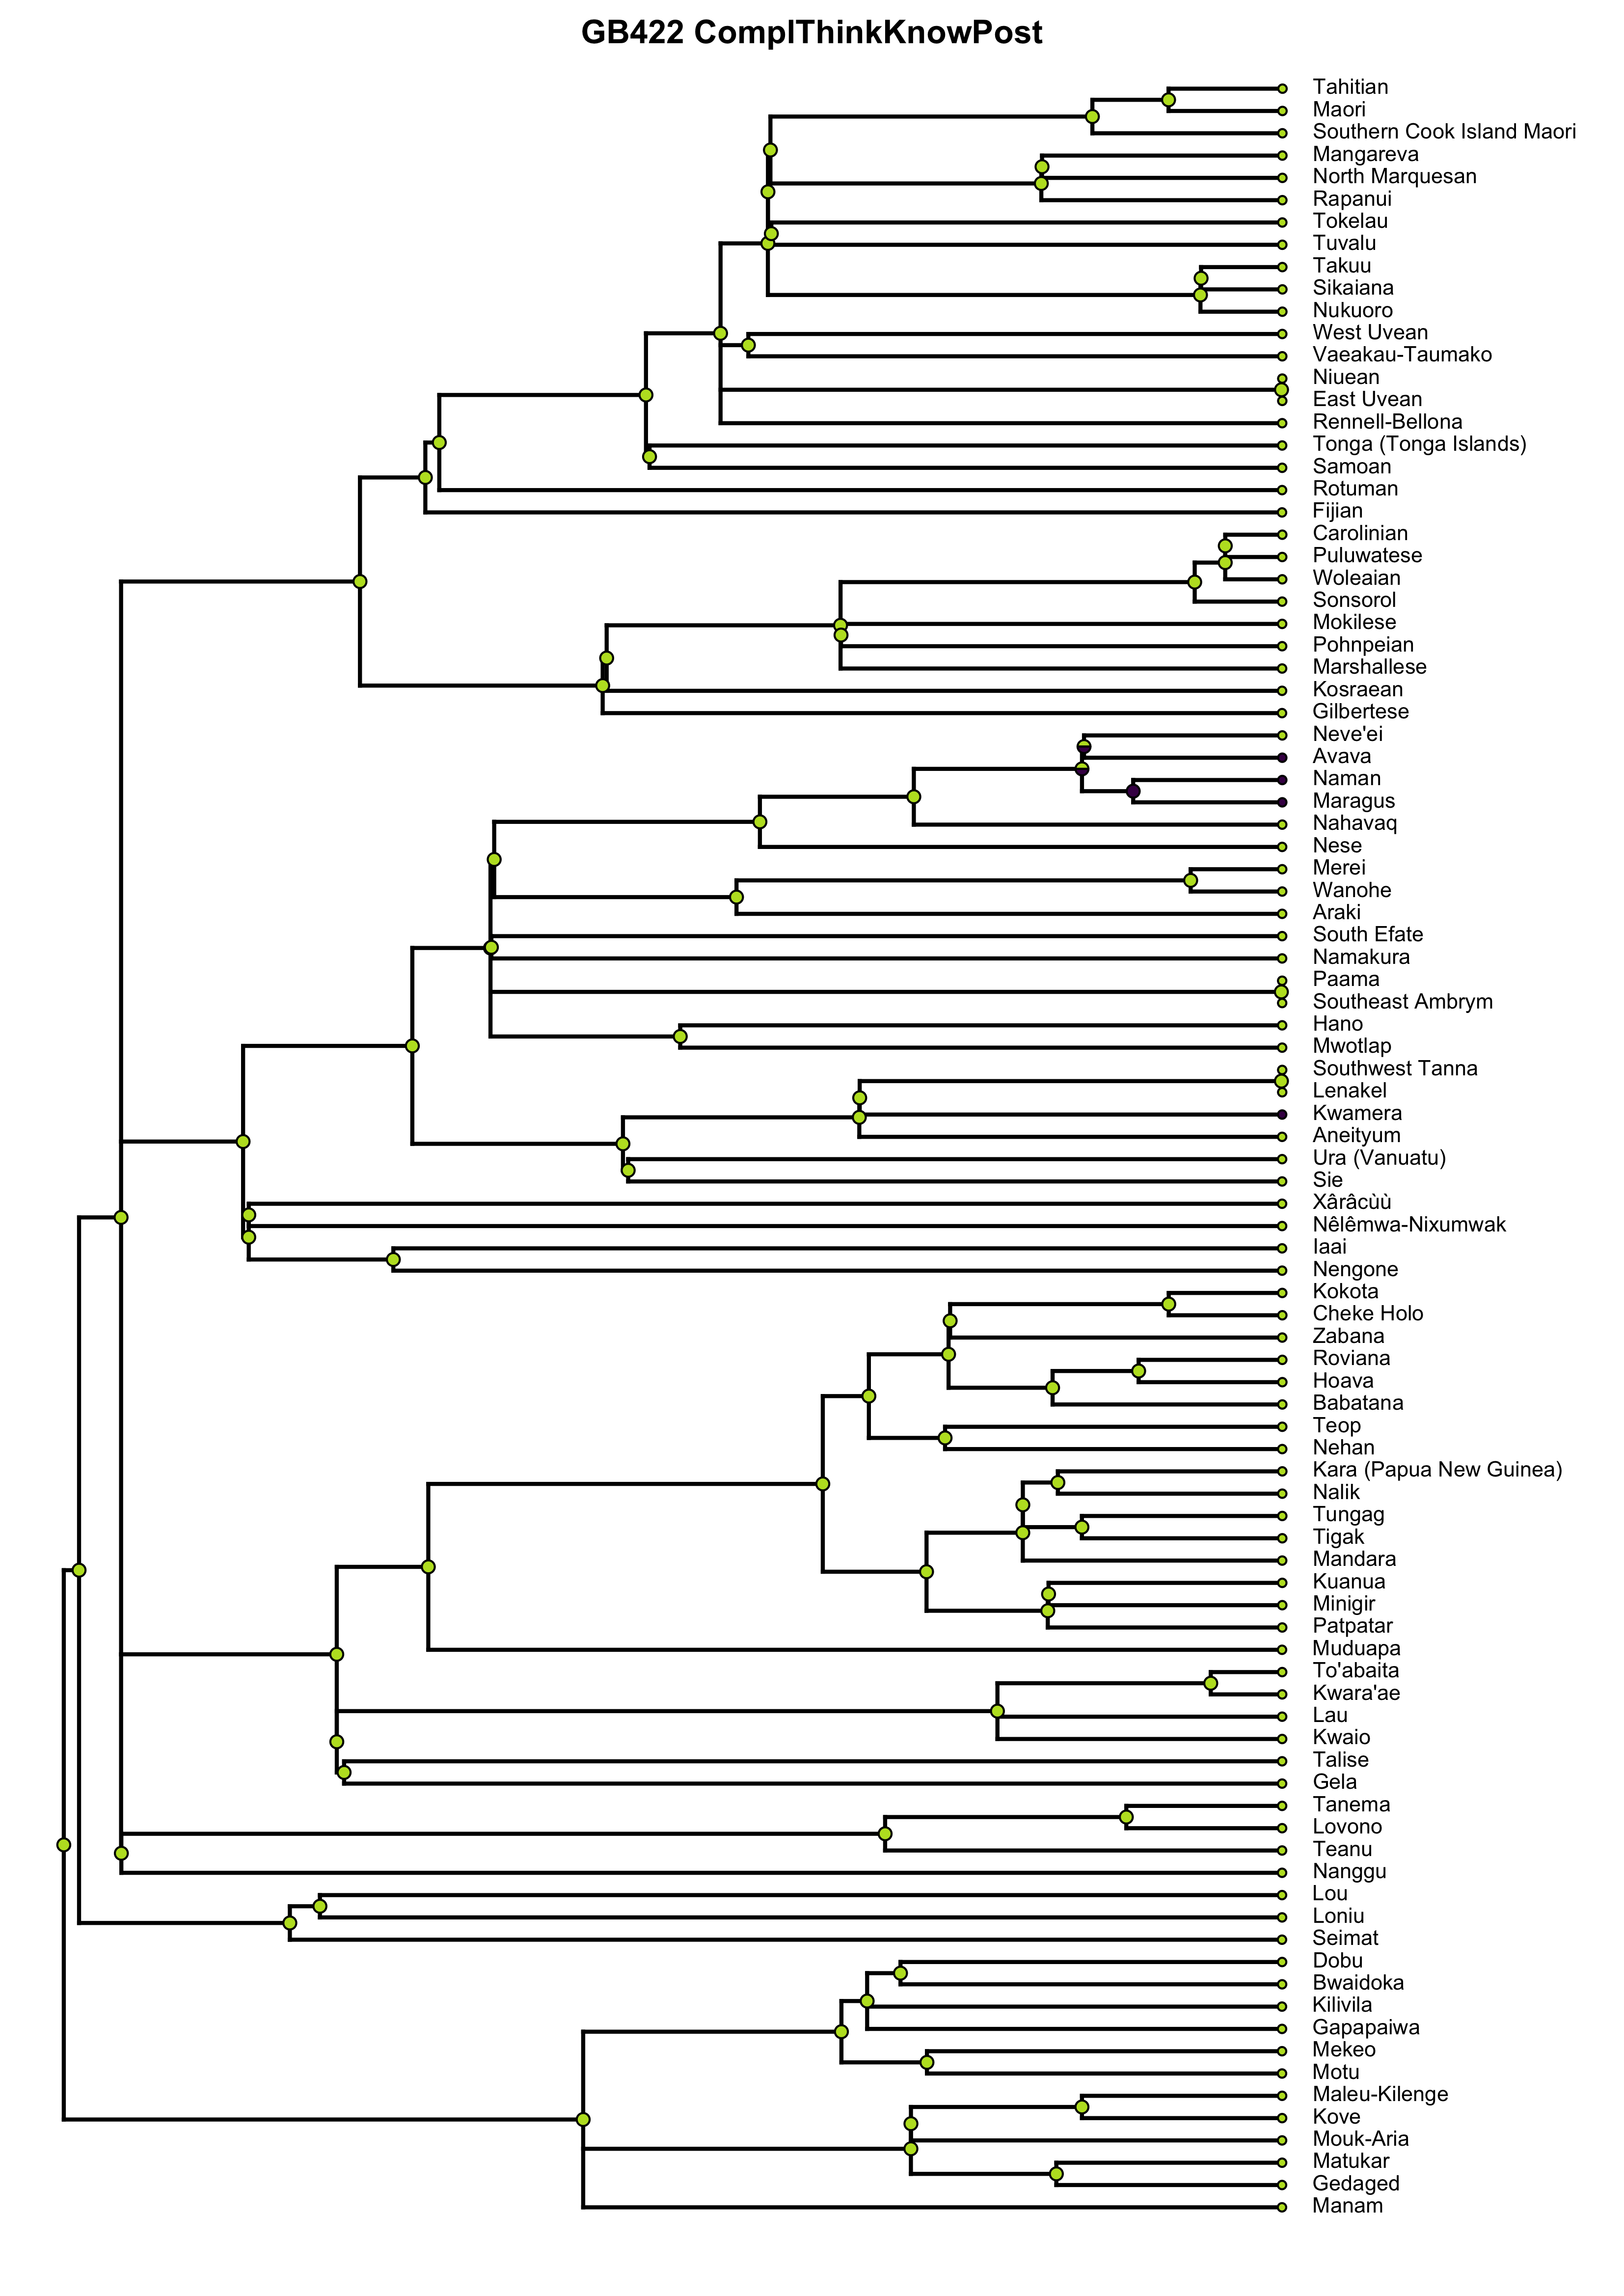 GB422 ComplThinkKnowPost
Tahitian
Maori
Southern Cook Island Maori
Mangareva
North Marquesan
Rapanui
Tokelau
Tuvalu
Takuu
Sikaiana
Nukuoro
West Uvean
Vaeakau-Taumako
Niuean
East Uvean
Rennell-Bellona
Tonga (Tonga Islands)
Samoan
Rotuman
Fijian
Carolinian
Puluwatese
Woleaian
Sonsorol
Mokilese
Pohnpeian
Marshallese
Kosraean
Gilbertese
Neve'ei
Avava
Naman
Maragus
Nahavaq
Nese
Merei
Wanohe
Araki
South Efate
Namakura
Paama
Southeast Ambrym
Hano
Mwotlap
Southwest Tanna
Lenakel
Kwamera
Aneityum
Ura (Vanuatu)
Sie
Xârâcùù
Nêlêmwa-Nixumwak
Iaai
Nengone
Kokota
Cheke Holo
Zabana
Roviana
Hoava
Babatana
Teop
Nehan
Kara (Papua New Guinea)
Nalik
Tungag
Tigak
Mandara
Kuanua
Minigir
Patpatar
Muduapa
To'abaita
Kwara'ae
Lau
Kwaio
Talise
Gela
Tanema
Lovono
Teanu
Nanggu
Lou
Loniu
Seimat
Dobu
Bwaidoka
Kilivila
Gapapaiwa
Mekeo
Motu
Maleu-Kilenge
Kove
Mouk-Aria
Matukar
Gedaged
Manam